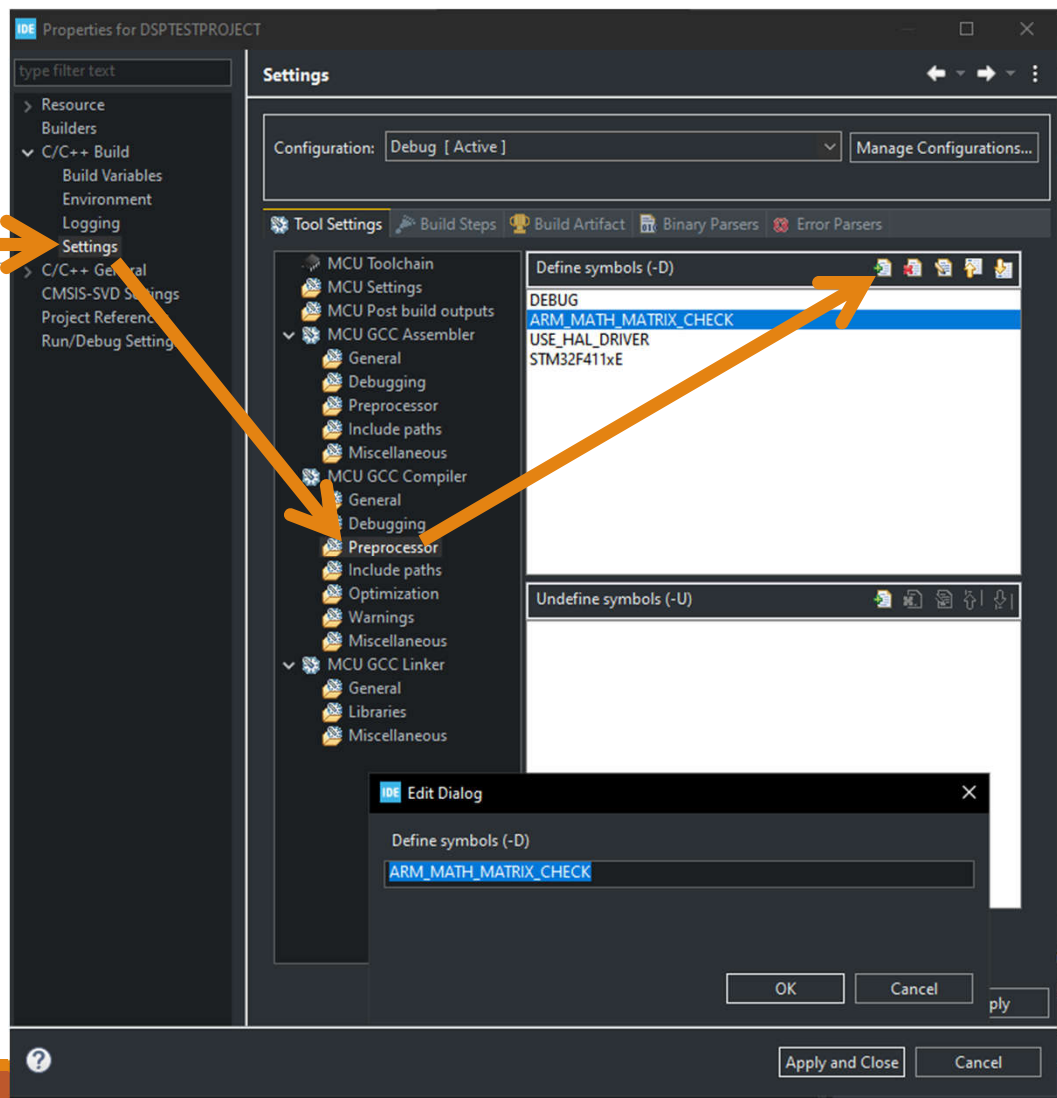 IDE Properties for DSPTESTPROJECT
type filter text
Resource
Builders
C/C++ Build
Build Variables
Environment
Logging
Settings
C/C++ General
CMSIS-SVD Settings
Project Referenc
Run/Debug Setting
Settings
Configuration: Debug [ Active ] Manage Configurations...
Tool Settings Build Steps Build Artifact Binary Parsers Error Parsers
MCU Toolchain
MCU Settings
MCU Post build outputs
MCU GCC Assembler
General
Debugging
Preprocessor
Include paths
Miscellaneous
MCU GCC Compiler
General
Debugging
Preprocessor
Include paths
Optimization
Warnings
Miscellaneous
MCU GCC Linker
General
Libraries
Miscellaneous
Define symbols (-D)
DEBUG
ARM_MATH_MATRIX_CHECK
USE_HAL_DRIVER
STM32F411xE
Undefine symbols (-U)
IDE Edit Dialog
Define symbols (-D)
ARM_MATH_MATRIX_CHECK
OK Cancel
ply
Apply and Close Cancel